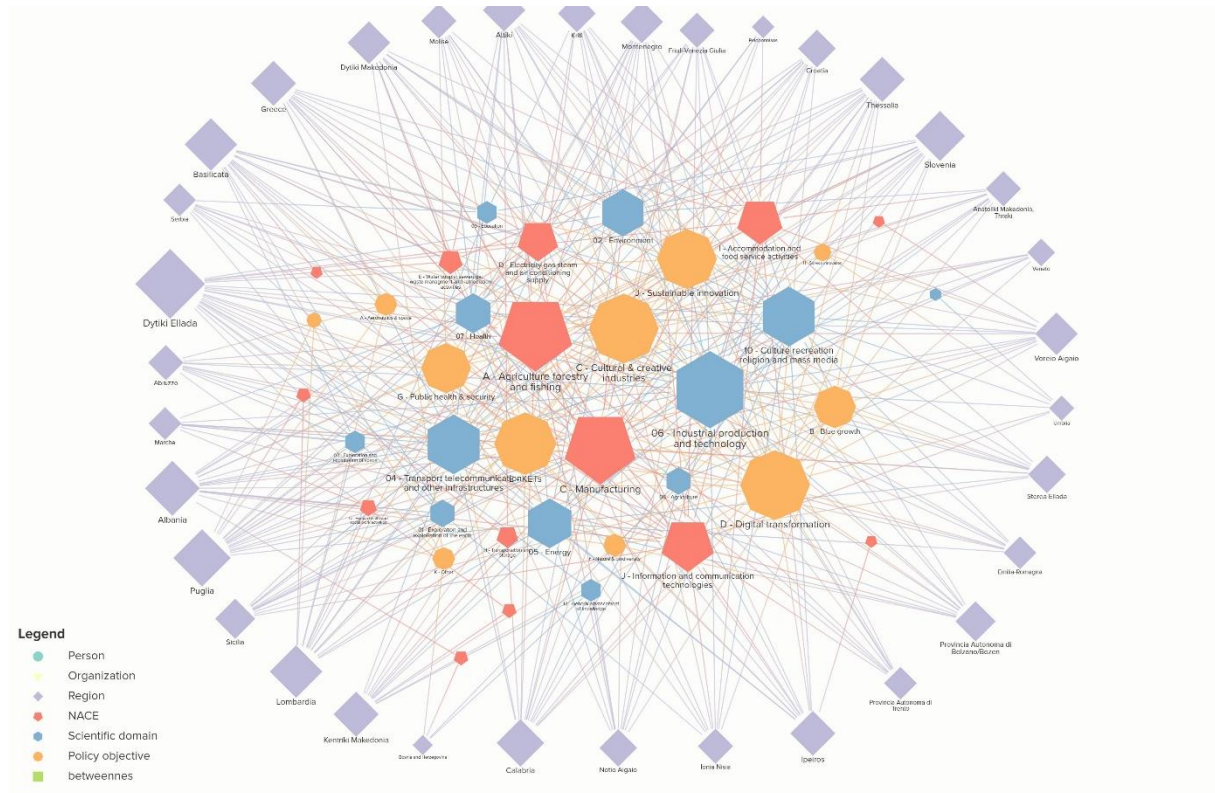 Molise
Attiki
Kriti
Montenegro
Friuli-Venezia Giulia
Dytiki Makedonia
Croatia
Greece
Thessalia
Basilicata
Slovenia
Serbia
Anatoliki Makedonia,
Thraki
02 - Environment
I - Accommodation and
food service activities
D - Electricity gas steam
and air conditioning
supply
Veneto
J - Sustainable innovation
Dytiki Ellada
07 - Health
10 - Culture recreation
religion and mass media
Voreio Aigaio
Abruzzo
A - Agriculture forestry
and fishing
C - Cultural & creative
industries
G - Public health & security
Marche
06 - Industrial production
and technology
B - Blue growth
Umbria
04 - Transport telecommunication
and other infrastructures
KETs
C - Manufacturing
Sterea Ellada
Albania
D - Digital transformation
05 - Energy
Emilia-Romagna
Puglia
J - Information and communication
technologies
Sicilia
Provincia Autonoma di
Bolzano/Bozen
Lombardia
Provincia Autonoma di
Trento
Kentriki Makedonia
Bosnia and Herzegovina
Calabria
Notio Aigaio
Ionia Nisia
Ipeiros
Legend
Person
Organization
Region
NACE
Scientific domain
Policy objective
betweennes